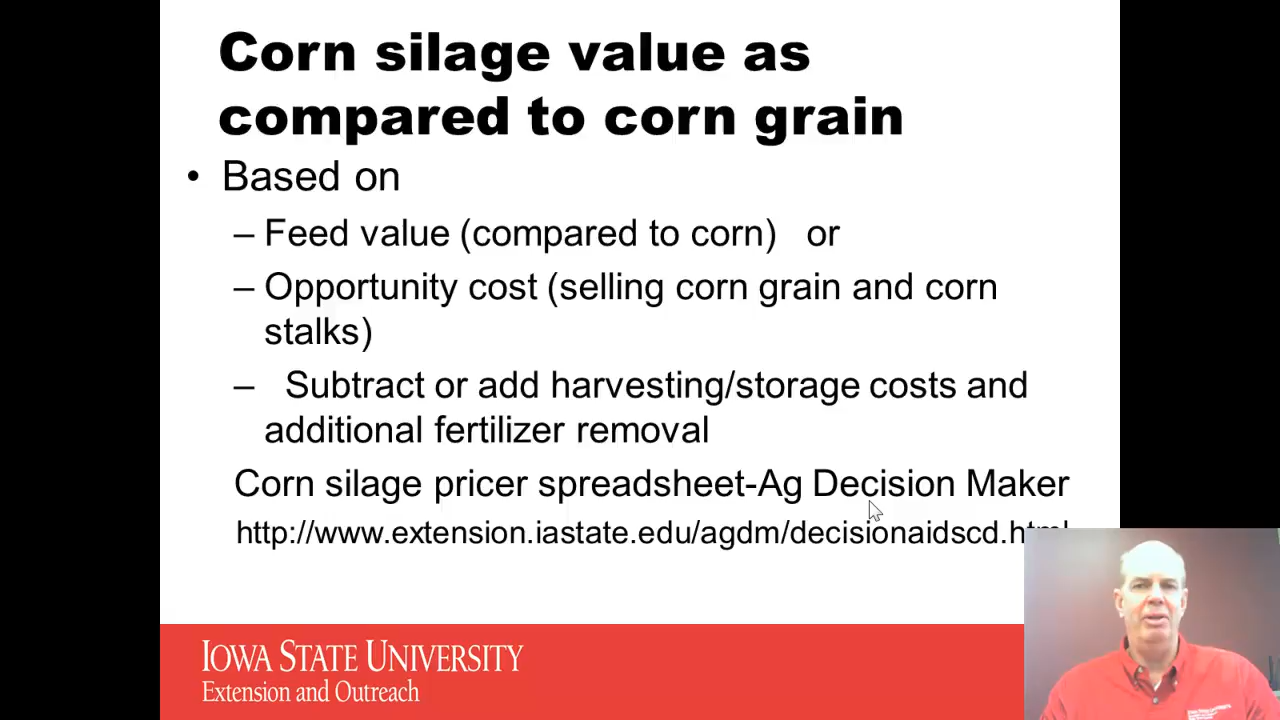 Corn silage value as
compared to corn grain
• Based on
– Feed value (compared to corn) or
– Opportunity cost (selling corn grain and corn
stalks)
– Subtract or add harvesting/storage costs and
additional fertilizer removal
Corn silage pricer spreadsheet-Ag Decision Maker
http://www.extension.iastate.edu/agdm/decisionaidscd.html
IOWA STATE UNIVERSITY
Extension and Outreach